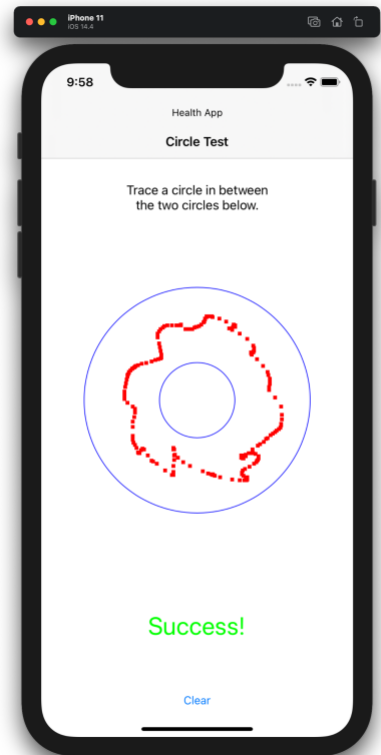 iPhone 11
iOS 14.4
9:58
Health App
Circle Test
Trace a circle in between
the two circles below.
Success!
Clear